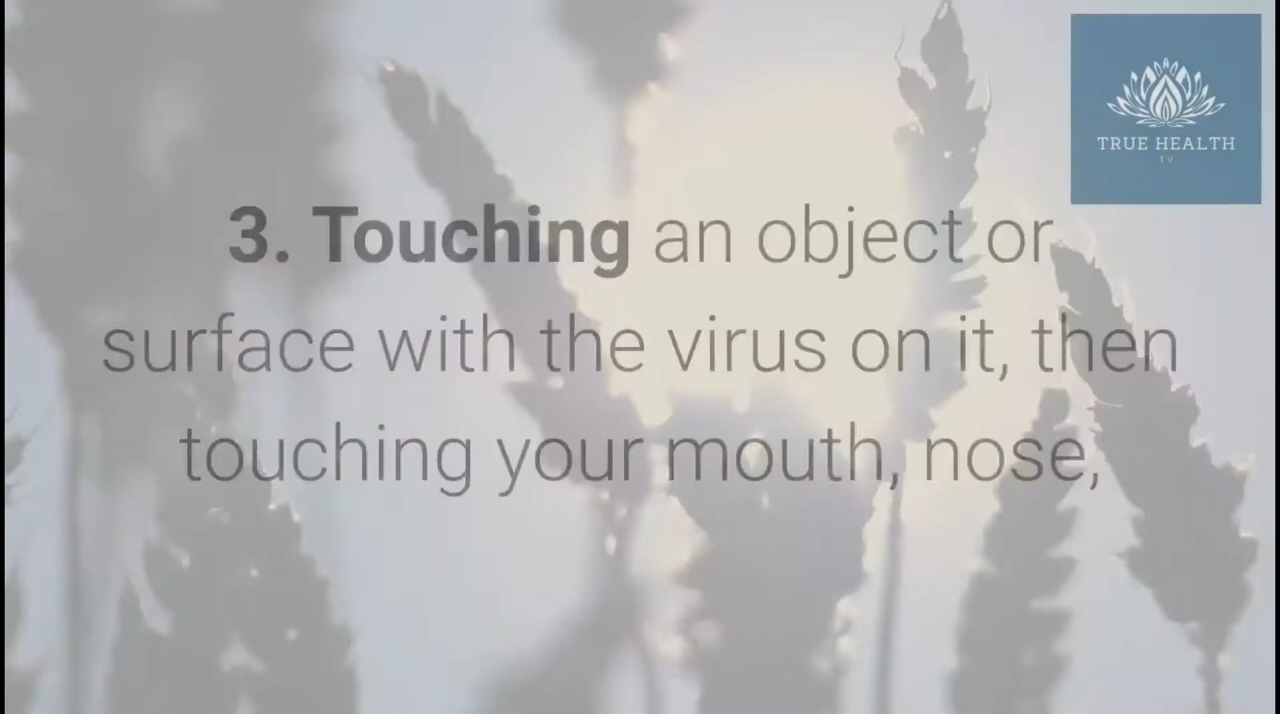 TRUE HEALTH
TV
3. Touching an object or
surface with the virus on it, then
touching your mouth, nose,